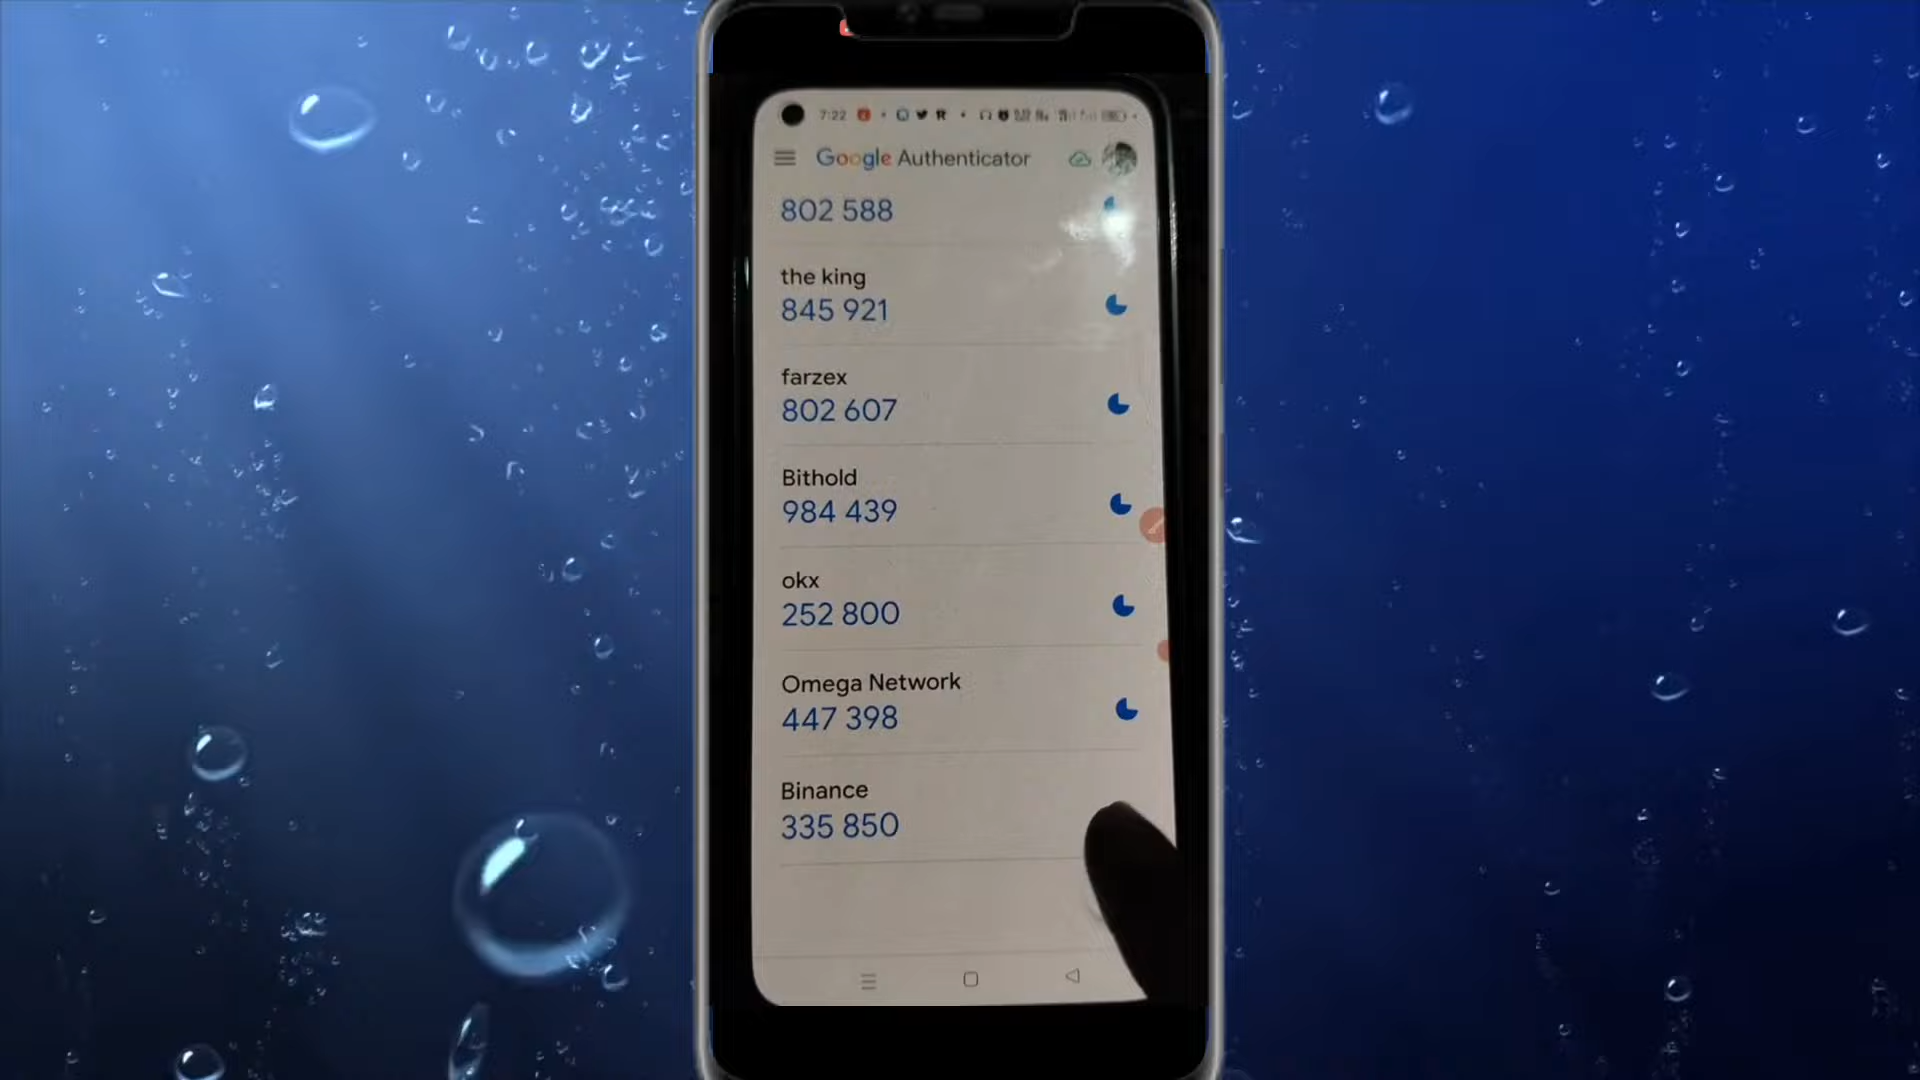 7:22
Google Authenticator
802 588
the king
845 921
farzex
802 607
Bithold
984 439
okx
252 800
Omega Network
447 398
Binance
335 850